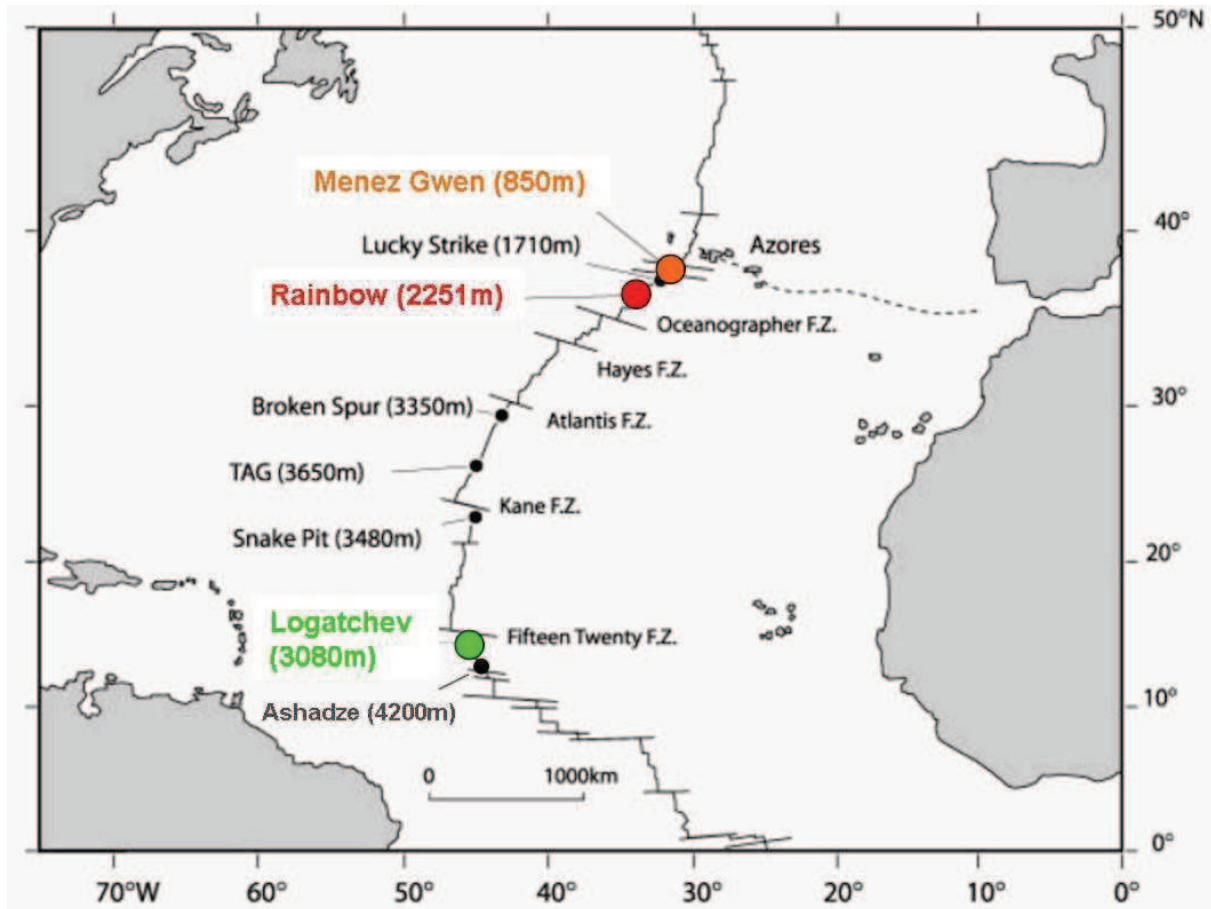 50°N
Menez Gwen (850m)
40°
Lucky Strike (1710m)
Azores
Rainbow (2251m)
Oceanographer F.Z.
Hayes F.Z.
Broken Spur (3350m)
30°
Atlantis F.Z.
TAG (3650m)
Kane F.Z.
Snake Pit (3480m)
20°
Logatchev
(3080m)
Fifteen Twenty F.Z.
10°
Ashadze (4200m)
0 1000km
0°
70°W 60° 50° 40° 30° 20° 10° 0°